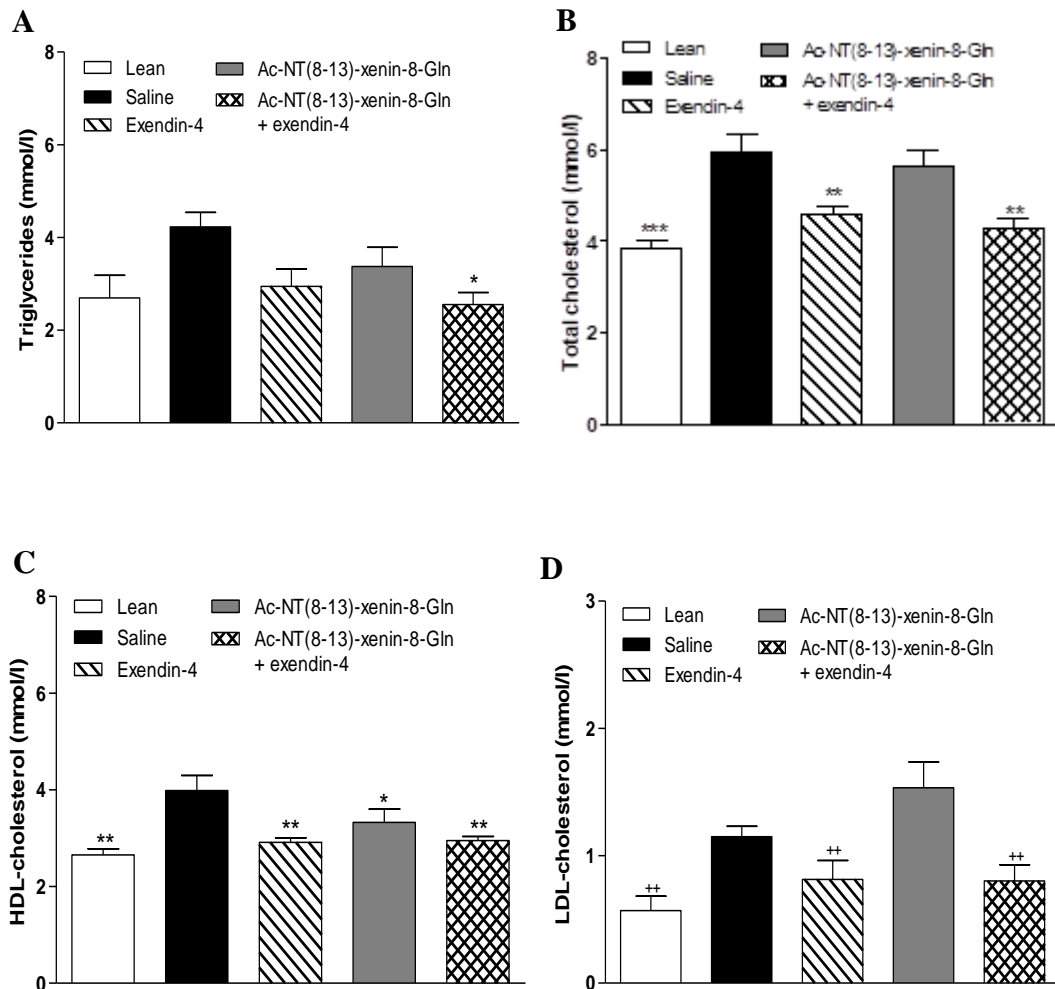 A
Triglycerides (mmol/l)
8
6
4
2
0
Lean
Saline
Exendin-4
Ac-NT(8-13)-xenin-8-Gln
Ac-NT(8-13)-xenin-8-Gln
+ exendin-4
*
B
Total cholesterol (mmol/l)
8
6
4
2
0
Lean
Saline
Exendin-4
Ac-NT(8-13)-xenin-8-Gln
Ac-NT(8-13)-xenin-8-Gln
+ exendin-4
***
**
**
C
HDL-cholesterol (mmol/l)
8
6
4
2
0
Lean
Saline
Exendin-4
Ac-NT(8-13)-xenin-8-Gln
Ac-NT(8-13)-xenin-8-Gln
+ exendin-4
**
**
*
**
D
LDL-cholesterol (mmol/l)
3
2
1
0
Lean
Saline
Exendin-4
Ac-NT(8-13)-xenin-8-Gln
Ac-NT(8-13)-xenin-8-Gln
+ exendin-4
++
++
++